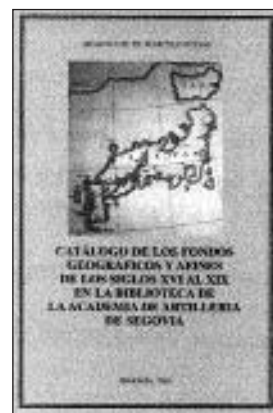 CATÁLOGO DE LOS FONDOS
GEOGRÁFICOS Y AFINES
DE LOS SIGLOS XVI AL XIX
EN LA BIBLIOTECA DE
LA ACADEMIA DE ARTILLERÍA
DE SEGOVIA